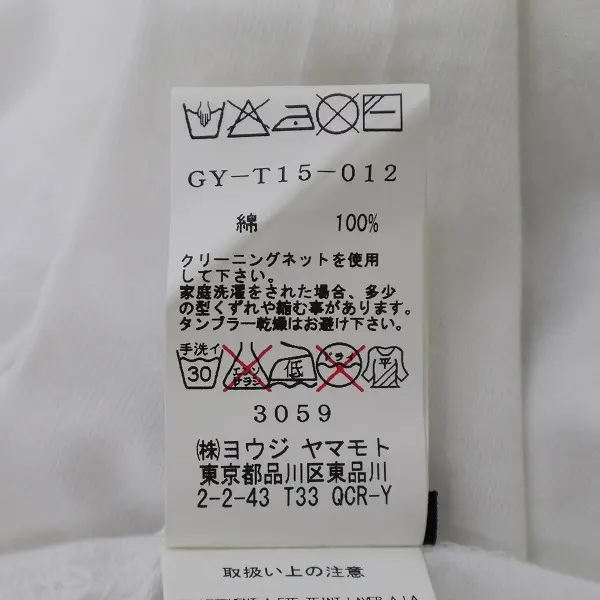 GY-T15-012
綿 100%
クリーニングネットを使用
して下さい。
家庭洗濯をされた場合、多少
の型くずれや縮む事があります。
タンブラー乾燥はお避け下さい。
手洗イ
30 エンソ サラシ 低 ドライ 平
3059
㈱ヨウジ ヤマモト
東京都品川区東品川
2-2-43 T33 QCR-Y
取扱い上の注意